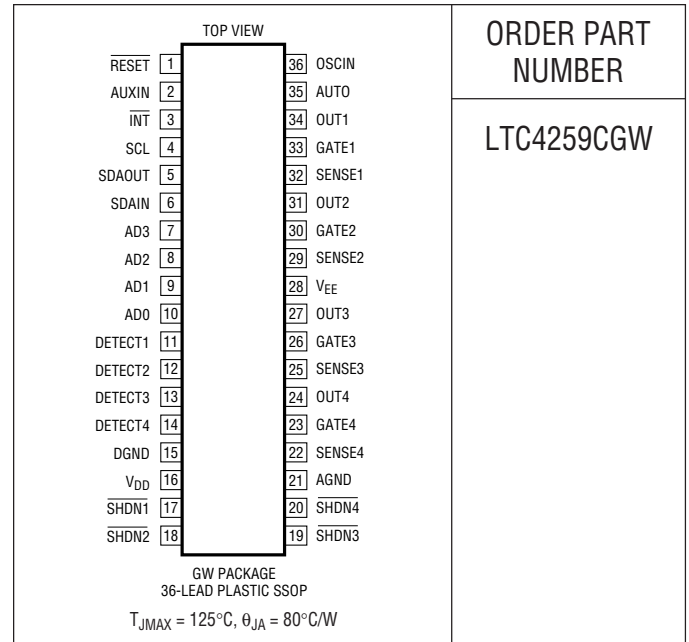 TOP VIEW
RESET 1
AUXIN 2
INT 3
SCL 4
SDAOUT 5
SDAIN 6
AD3 7
AD2 8
AD1 9
AD0 10
DETECT1 11
DETECT2 12
DETECT3 13
DETECT4 14
DGND 15
VDD 16
SHDN1 17
SHDN2 18
36 OSCIN
35 AUTO
34 OUT1
33 GATE1
32 SENSE1
31 OUT2
30 GATE2
29 SENSE2
28 VEE
27 OUT3
26 GATE3
25 SENSE3
24 OUT4
23 GATE4
22 SENSE4
21 AGND
20 SHDN4
19 SHDN3
GW PACKAGE
36-LEAD PLASTIC SSOP
TJMAX = 125°C, θJA = 80°C/W
ORDER PART
NUMBER
LTC4259CGW